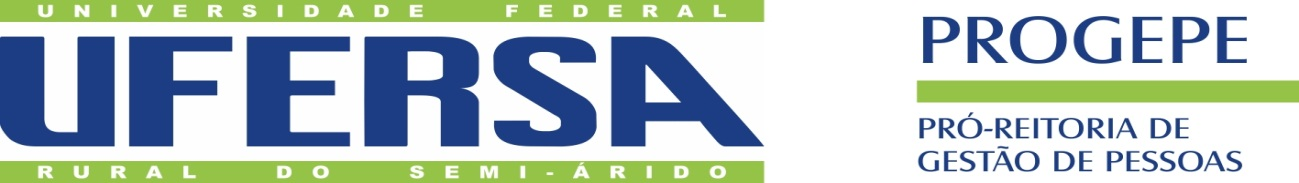 UNIVERSIDADE FEDERAL
UFERSA
RURAL DO SEMI-ÁRIDO
PROGEPE
PRÓ-REITORIA DE
GESTÃO DE PESSOAS